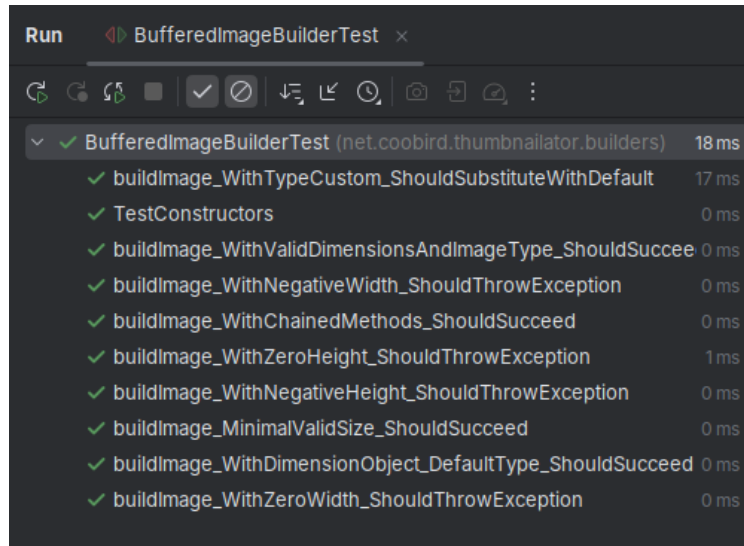 Run BufferedImageBuilderTest
BufferedImageBuilderTest (net.coobird.thumbnailator.builders) 18 ms
buildImage_WithTypeCustom_ShouldSubstituteWithDefault 17 ms
TestConstructors 0 ms
buildImage_WithValidDimensionsAndImageType_ShouldSuccee 0 ms
buildImage_WithNegativeWidth_ShouldThrowException 0 ms
buildImage_WithChainedMethods_ShouldSucceed 0 ms
buildImage_WithZeroHeight_ShouldThrowException 1 ms
buildImage_WithNegativeHeight_ShouldThrowException 0 ms
buildImage_MinimalValidSize_ShouldSucceed 0 ms
buildImage_WithDimensionObject_DefaultType_ShouldSucceed 0 ms
buildImage_WithZeroWidth_ShouldThrowException 0 ms